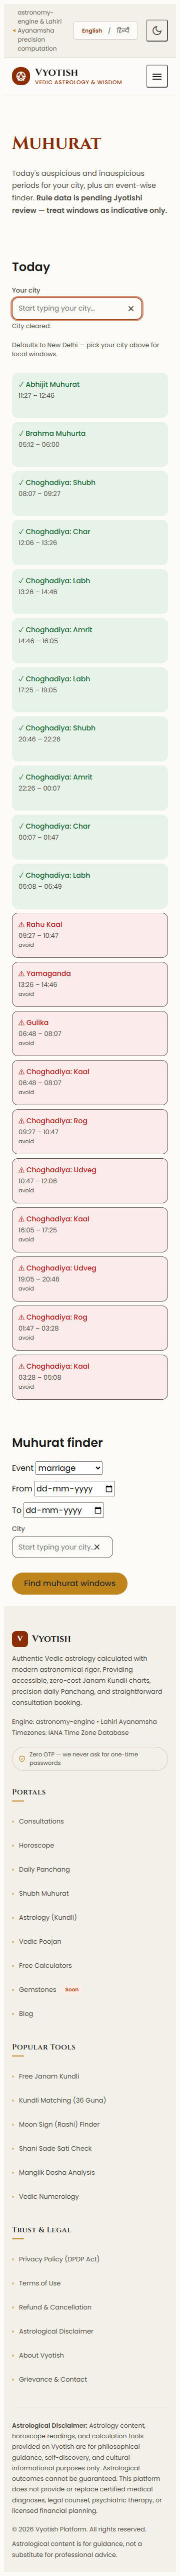 astronomy-
engine & Lahiri
Ayanamsha
precision
computation
English / हिन्दी
VYOTISH
VEDIC ASTROLOGY & WISDOM
MUHURAT
Today's auspicious and inauspicious
periods for your city, plus an event-wise
finder. Rule data is pending Jyotishi
review — treat windows as indicative only.
Today
Your city
Start typing your city... ✕
City cleared.
Defaults to New Delhi — pick your city above for
local windows.
✓ Abhijit Muhurat
11:27 – 12:46
✓ Brahma Muhurta
05:12 – 06:00
✓ Choghadiya: Shubh
08:07 – 09:27
✓ Choghadiya: Char
12:06 – 13:26
✓ Choghadiya: Labh
13:26 – 14:46
✓ Choghadiya: Amrit
14:46 – 16:05
✓ Choghadiya: Labh
17:25 – 19:05
✓ Choghadiya: Shubh
20:46 – 22:26
✓ Choghadiya: Amrit
22:26 – 00:07
✓ Choghadiya: Char
00:07 – 01:47
✓ Choghadiya: Labh
05:08 – 06:49
⚠ Rahu Kaal
09:27 – 10:47
avoid
⚠ Yamaganda
13:26 – 14:46
avoid
⚠ Gulika
06:48 – 08:07
avoid
⚠ Choghadiya: Kaal
06:48 – 08:07
avoid
⚠ Choghadiya: Rog
09:27 – 10:47
avoid
⚠ Choghadiya: Udveg
10:47 – 12:06
avoid
⚠ Choghadiya: Kaal
16:05 – 17:25
avoid
⚠ Choghadiya: Udveg
19:05 – 20:46
avoid
⚠ Choghadiya: Rog
01:47 – 03:28
avoid
⚠ Choghadiya: Kaal
03:28 – 05:08
avoid
Muhurat finder
Event marriage
From dd-mm-yyyy
To dd-mm-yyyy
City
Start typing your city... ✕
Find muhurat windows
V VYOTISH
Authentic Vedic astrology calculated with
modern astronomical rigor. Providing
accessible, zero-cost Janam Kundli charts,
precision daily Panchang, and straightforward
consultation booking.
Engine: astronomy-engine • Lahiri Ayanamsa
Timezones: IANA Time Zone Database
Zero OTP — we never ask for one-time
passwords
PORTALS
Consultations
Horoscope
Daily Panchang
Shubh Muhurat
Astrology (Kundli)
Vedic Poojan
Free Calculators
Gemstones Soon
Blog
POPULAR TOOLS
Free Janam Kundli
Kundli Matching (36 Guna)
Moon Sign (Rashi) Finder
Shani Sade Sati Check
Manglik Dosha Analysis
Vedic Numerology
TRUST & LEGAL
Privacy Policy (DPDP Act)
Terms of Use
Refund & Cancellation
Astrological Disclaimer
About Vyotish
Grievance & Contact
Astrological Disclaimer: Astrology content,
horoscope readings, and calculation tools
provided on Vyotish are for philosophical
guidance, self-discovery, and cultural
informational purposes only. Astrological
outcomes cannot be guaranteed. This platform
does not provide or replace certified medical
diagnoses, legal counsel, psychiatric therapy, or
licensed financial planning.
© 2026 Vyotish Platform. All rights reserved.
Astrological content is for guidance, not a
substitute for professional advice.